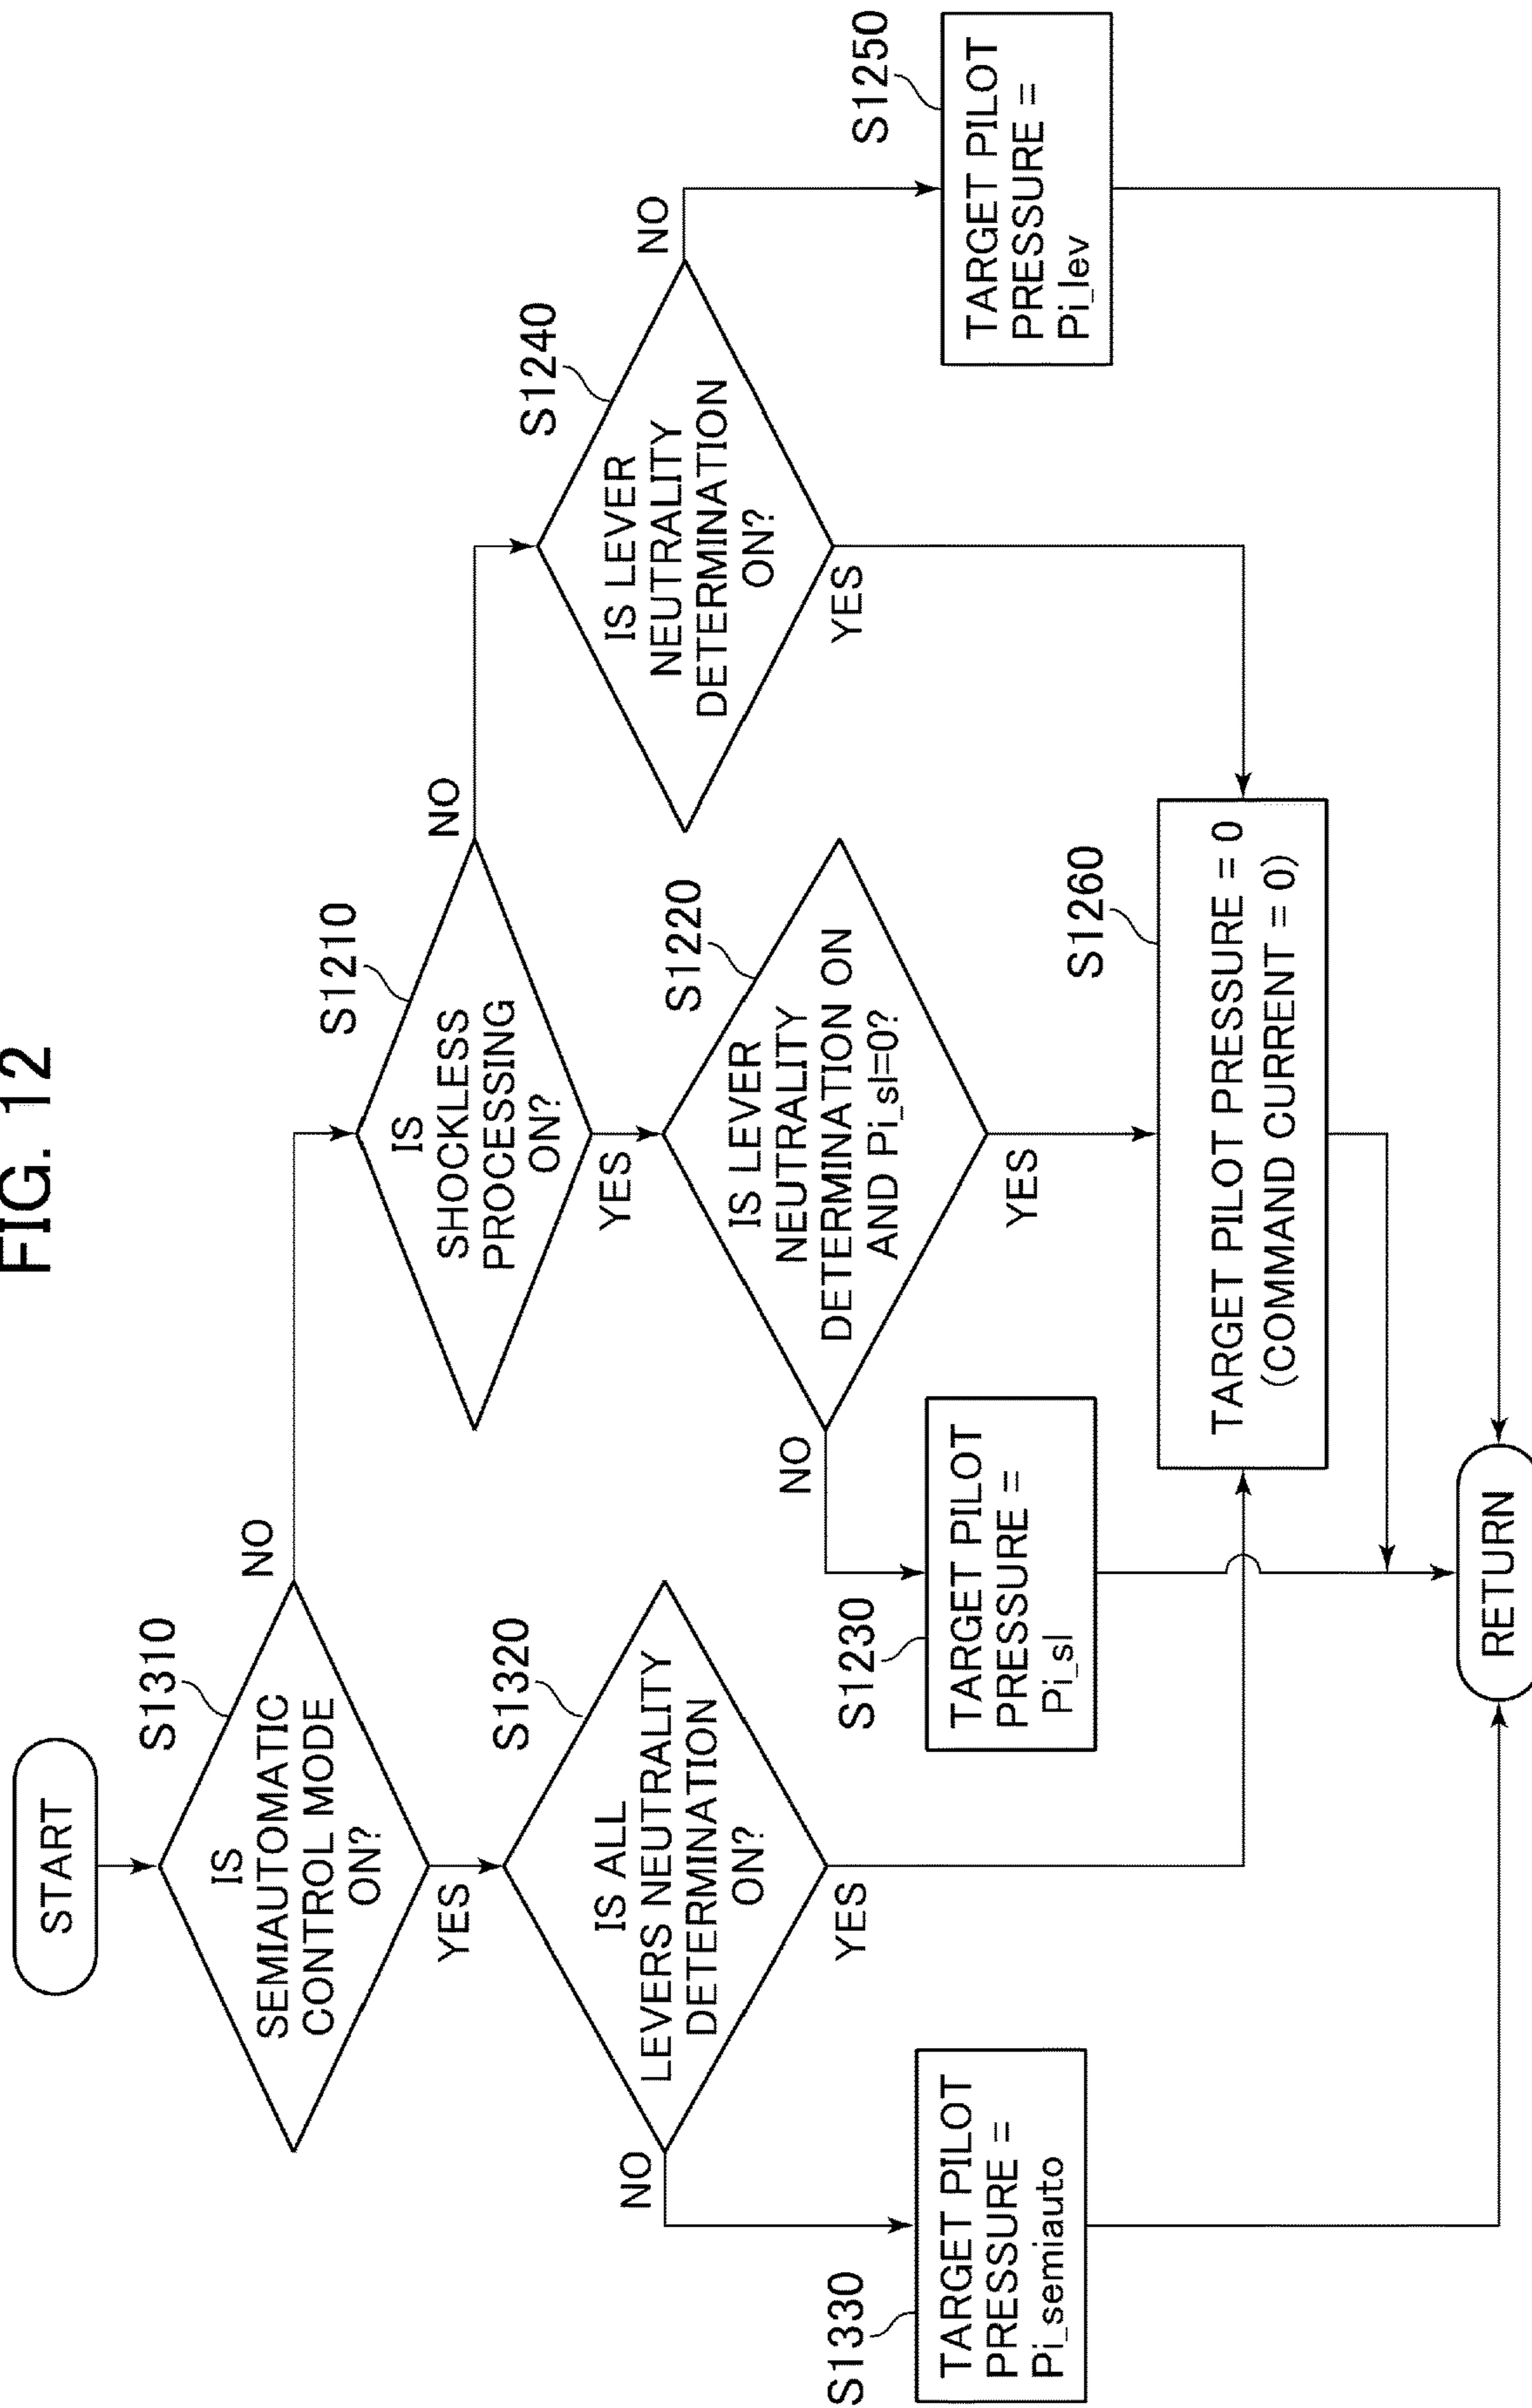 FIG. 12
START
S1310
IS
SEMIAUTOMATIC
CONTROL MODE
ON?
NO
YES
S1320
IS ALL
LEVERS NEUTRALITY
DETERMINATION
ON?
NO
YES
S1330
TARGET PILOT
PRESSURE =
Pi_semiauto
S1210
IS
SHOCKLESS
PROCESSING
ON?
NO
YES
S1220
IS LEVER
NEUTRALITY
DETERMINATION ON
AND Pi_sl=0?
NO
YES
S1230
TARGET PILOT
PRESSURE =
Pi_sl
S1240
IS LEVER
NEUTRALITY
DETERMINATION
ON?
NO
YES
S1250
TARGET PILOT
PRESSURE =
Pi_lev
S1260
TARGET PILOT PRESSURE = 0
(COMMAND CURRENT = 0)
RETURN